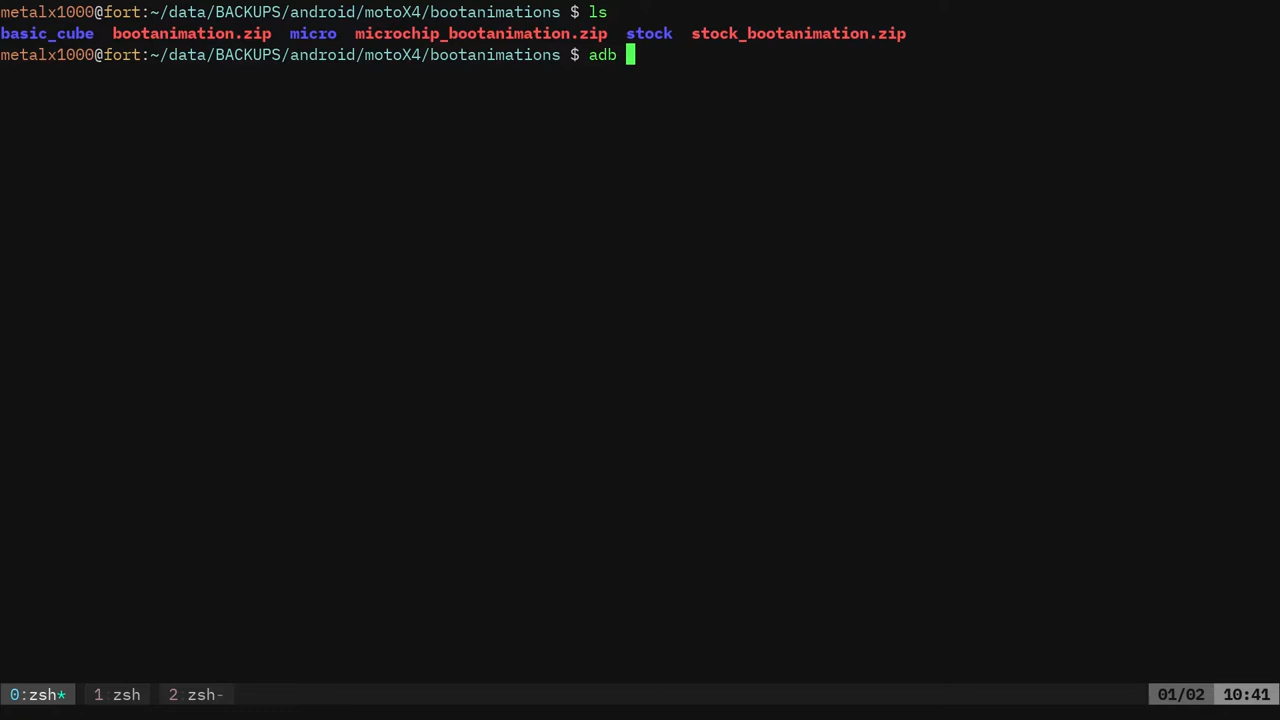 metalx1000@fort:~/data/BACKUPS/android/motoX4/bootanimations $ ls
basic_cube  bootanimation.zip  micro  microchip_bootanimation.zip  stock  stock_bootanimation.zip
metalx1000@fort:~/data/BACKUPS/android/motoX4/bootanimations $ adb
0:zsh*  1:zsh  2:zsh-  01/02  10:41